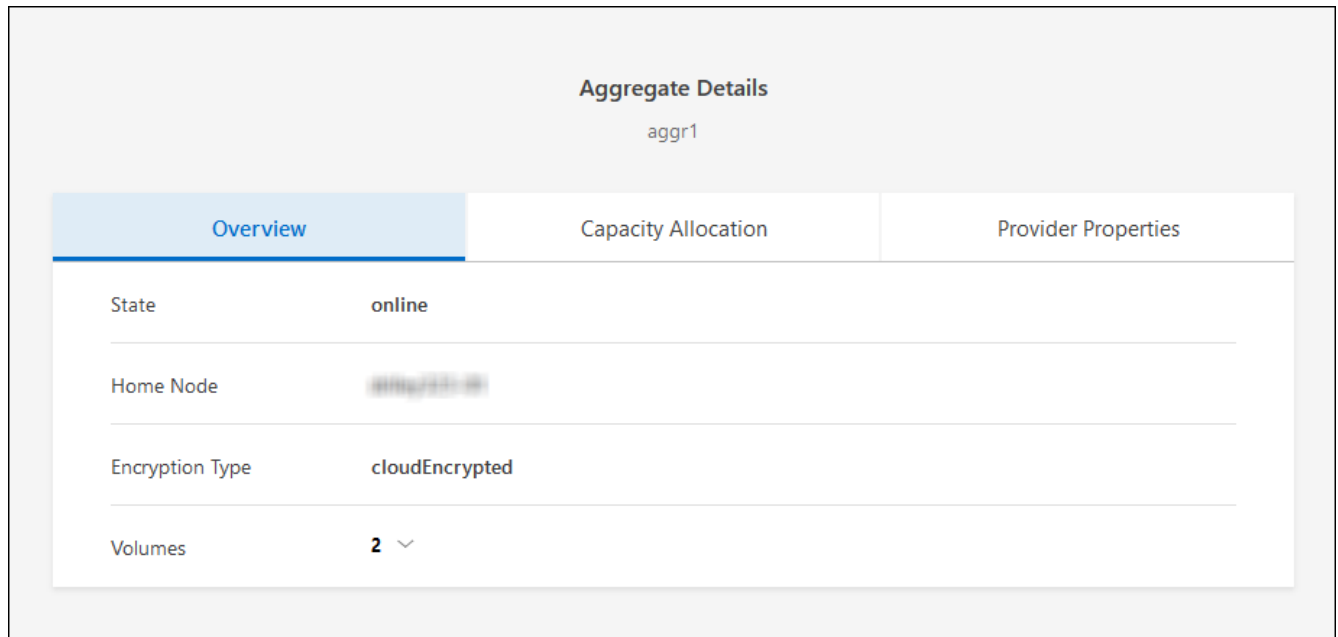 Aggregate Details
aggr1
Overview Capacity Allocation Provider Properties
State online
Home Node
Encryption Type cloudEncrypted
Volumes 2